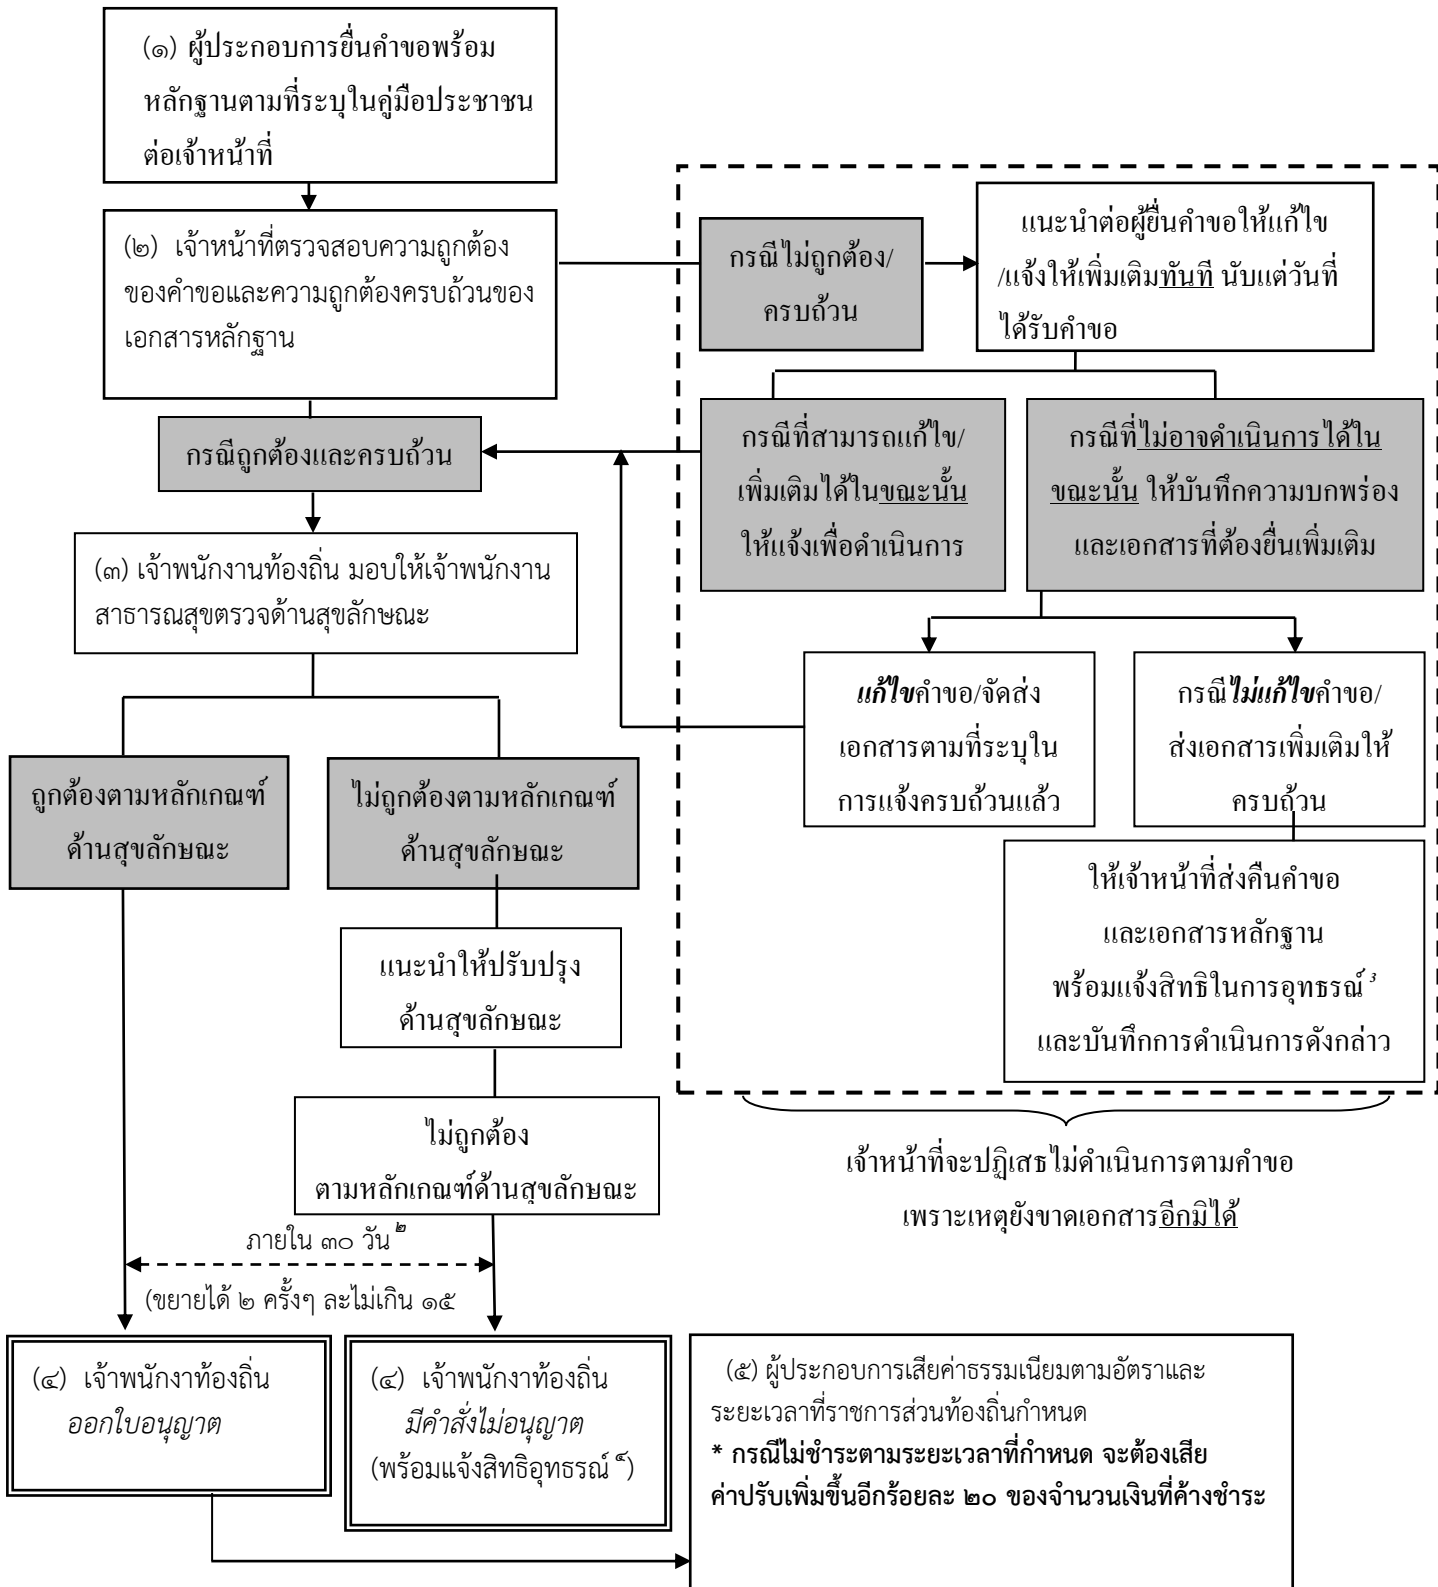 (๑) ผู้ประกอบการยื่นคำขอพร้อม
หลักฐานตามที่ระบุในคู่มือประชาชน
ต่อเจ้าหน้าที่
(๒) เจ้าหน้าที่ตรวจสอบความถูกต้อง
ของคำขอและความถูกต้องครบถ้วนของ
เอกสารหลักฐาน
กรณีไม่ถูกต้อง/
ครบถ้วน
แนะนำต่อผู้ยื่นคำขอให้แก้ไข
/แจ้งให้เพิ่มเติมทันที นับแต่วันที่
ได้รับคำขอ
กรณีถูกต้องและครบถ้วน
กรณีที่สามารถแก้ไข/
เพิ่มเติมได้ในขณะนั้น
ให้แจ้งเพื่อดำเนินการ
กรณีที่ไม่อาจดำเนินการได้ใน
ขณะนั้น ให้บันทึกความบกพร่อง
และเอกสารที่ต้องยื่นเพิ่มเติม
(๓) เจ้าพนักงานท้องถิ่น มอบให้เจ้าพนักงาน
สาธารณสุขตรวจด้านสุขลักษณะ
แก้ไขคำขอ/จัดส่ง
เอกสารตามที่ระบุใน
การแจ้งครบถ้วนแล้ว
กรณีไม่แก้ไขคำขอ/
ส่งเอกสารเพิ่มเติมให้
ครบถ้วน
ถูกต้องตามหลักเกณฑ์
ด้านสุขลักษณะ
ไม่ถูกต้องตามหลักเกณฑ์
ด้านสุขลักษณะ
ให้เจ้าหน้าที่ส่งคืนคำขอ
และเอกสารหลักฐาน
พร้อมแจ้งสิทธิในการอุทธรณ์ ³
และบันทึกการดำเนินการดังกล่าว
แนะนำให้ปรับปรุง
ด้านสุขลักษณะ
ไม่ถูกต้อง
ตามหลักเกณฑ์ด้านสุขลักษณะ
เจ้าหน้าที่จะปฏิเสธไม่ดำเนินการตามคำขอ
เพราะเหตุยังขาดเอกสารอีกมิได้
ภายใน ๓๐ วัน ๒
(ขยายได้ ๒ ครั้งๆ ละไม่เกิน ๑๕
(๔) เจ้าพนักงาท้องถิ่น
ออกใบอนุญาต
(๔) เจ้าพนักงาท้องถิ่น
มีคำสั่งไม่อนุญาต
(พร้อมแจ้งสิทธิอุทธรณ์ ๔)
(๕) ผู้ประกอบการเสียค่าธรรมเนียมตามอัตราและ
ระยะเวลาที่ราชการส่วนท้องถิ่นกำหนด
* กรณีไม่ชำระตามระยะเวลาที่กำหนด จะต้องเสีย
ค่าปรับเพิ่มขึ้นอีกร้อยละ ๒๐ ของจำนวนเงินที่ค้างชำระ